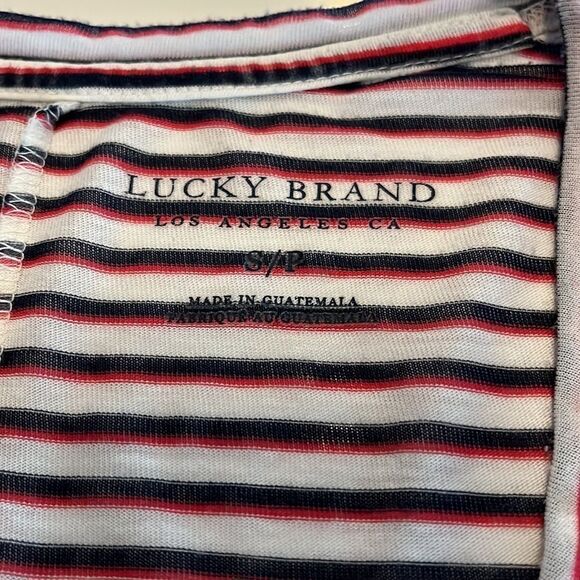 LUCKY BRAND
LOS ANGELES CA
S/P
MADE IN GUATEMALA
FABRIQUÉ AU GUATEMALA